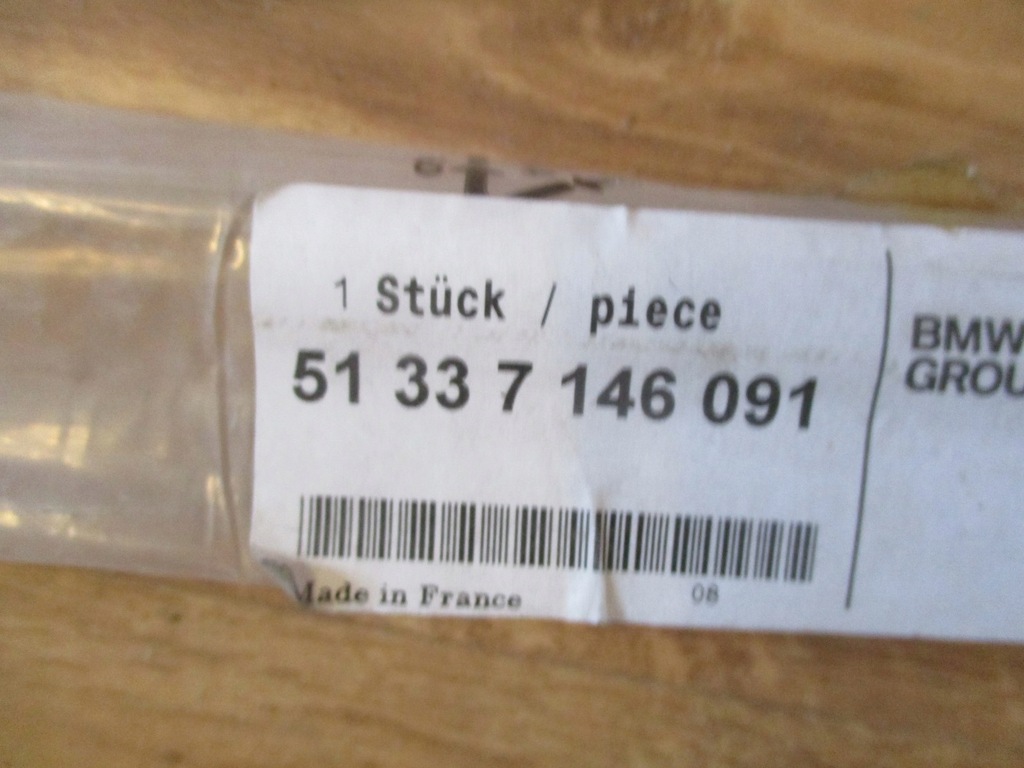 1 Stück / piece
51 33 7 146 091
Made in France
08
BMW
GROU